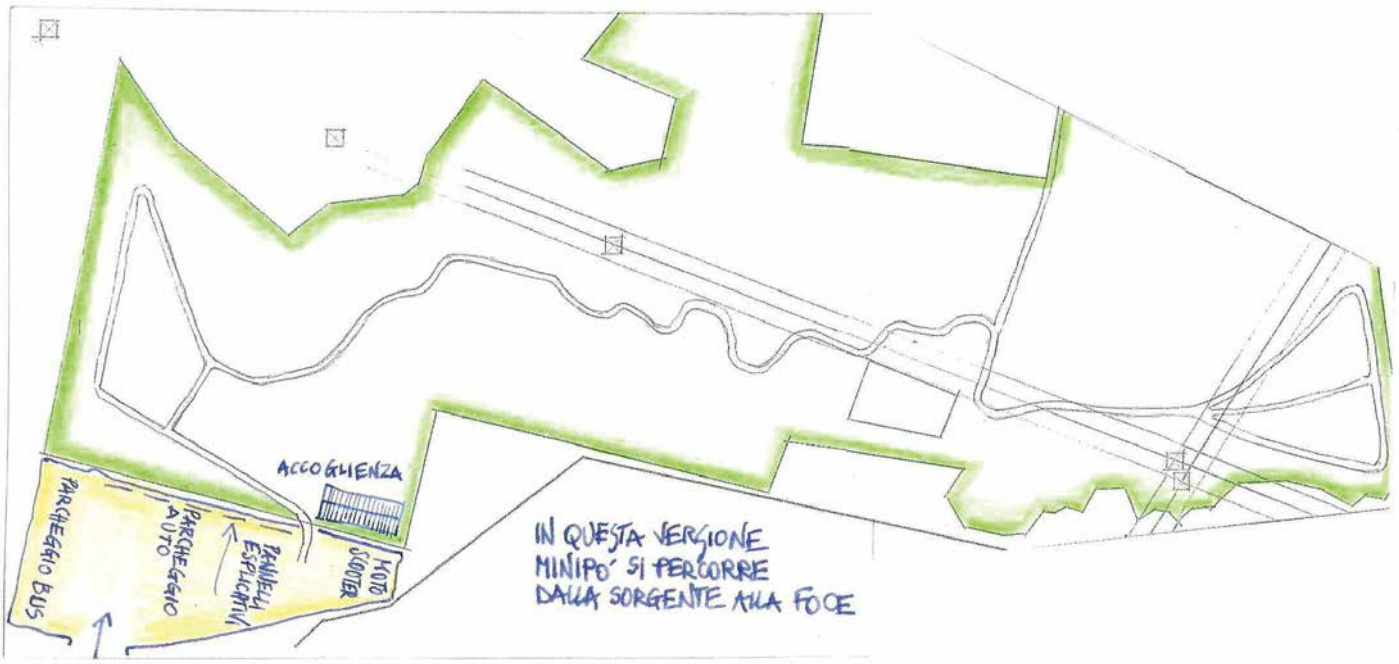 ACCOGLIENZA
PARCHEGGIO BUS
PARCHEGGIO
AUTO
PANNELLI
ESPLICATIVI
MOTO
SCOOTER
IN QUESTA VERSIONE
MINIPO' SI PERCORRE
DALLA SORGENTE ALLA FOCE